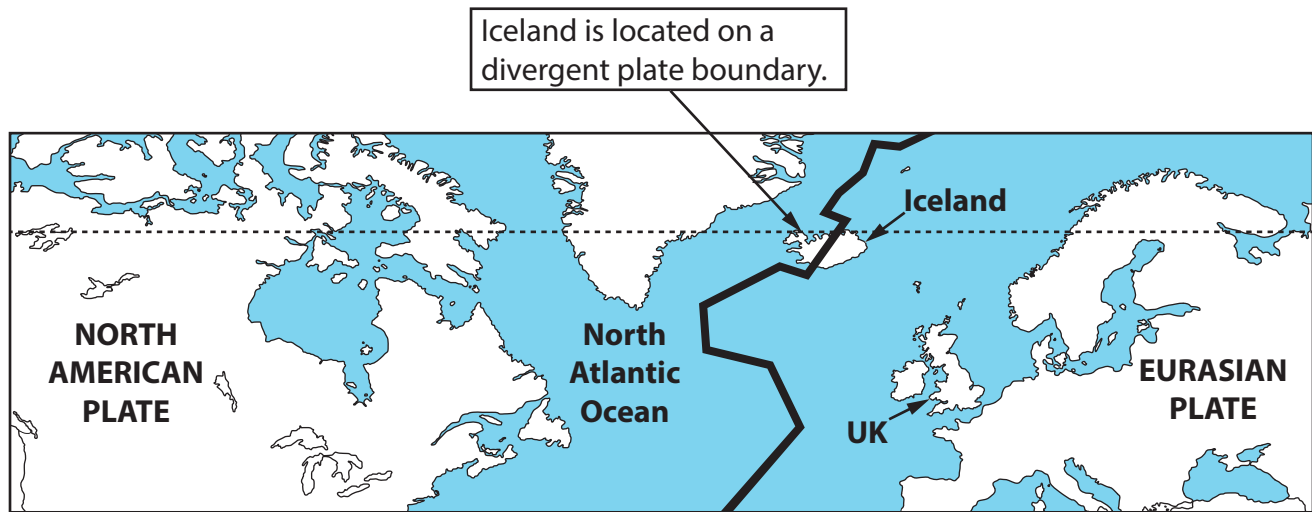 Iceland is located on a
divergent plate boundary.
Iceland
NORTH
AMERICAN
PLATE
North
Atlantic
Ocean
UK
EURASIAN
PLATE